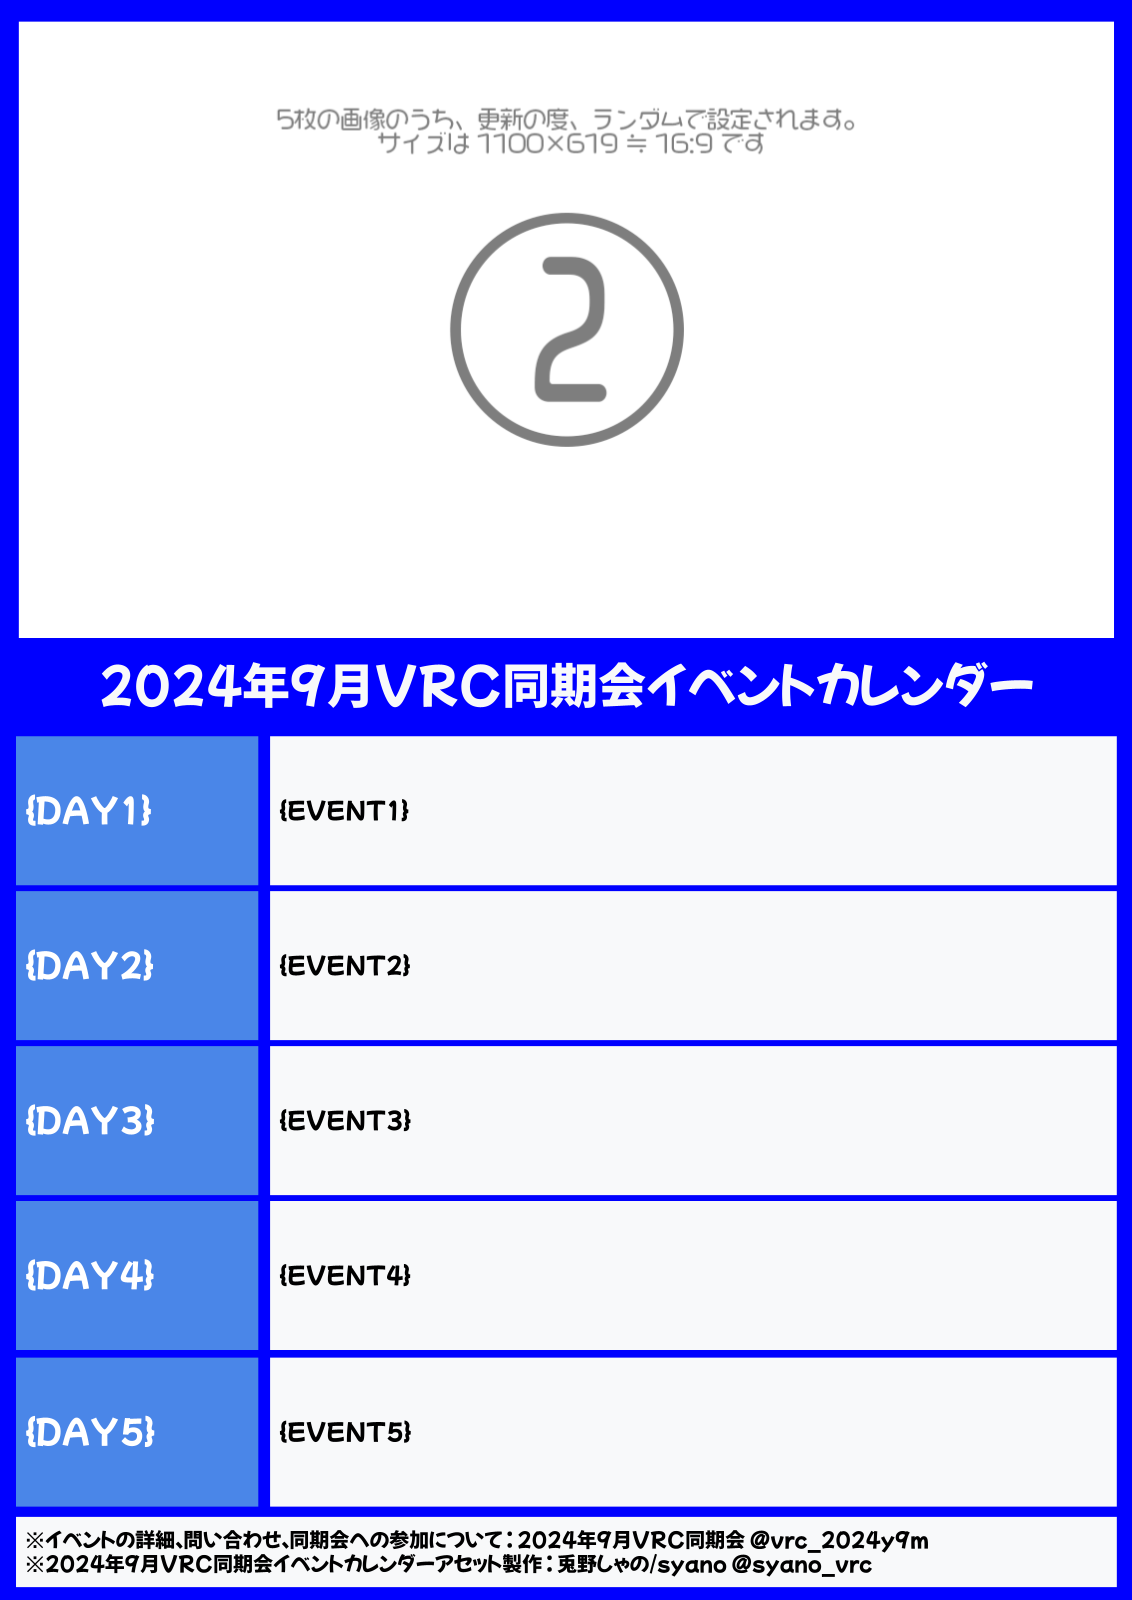 5枚の画像のうち、更新の度、ランダムで設定されます。
サイズは 1100×619 ≒ 16:9 です
2
2024年9月VRC同期会イベントカレンダー
{DAY1}
{EVENT1}
{DAY2}
{EVENT2}
{DAY3}
{EVENT3}
{DAY4}
{EVENT4}
{DAY5}
{EVENT5}
※イベントの詳細、問い合わせ、同期会への参加について：2024年9月VRC同期会 @vrc_2024y9m
※2024年9月VRC同期会イベントカレンダーアセット製作：兎野しゃの/syano @syano_vrc